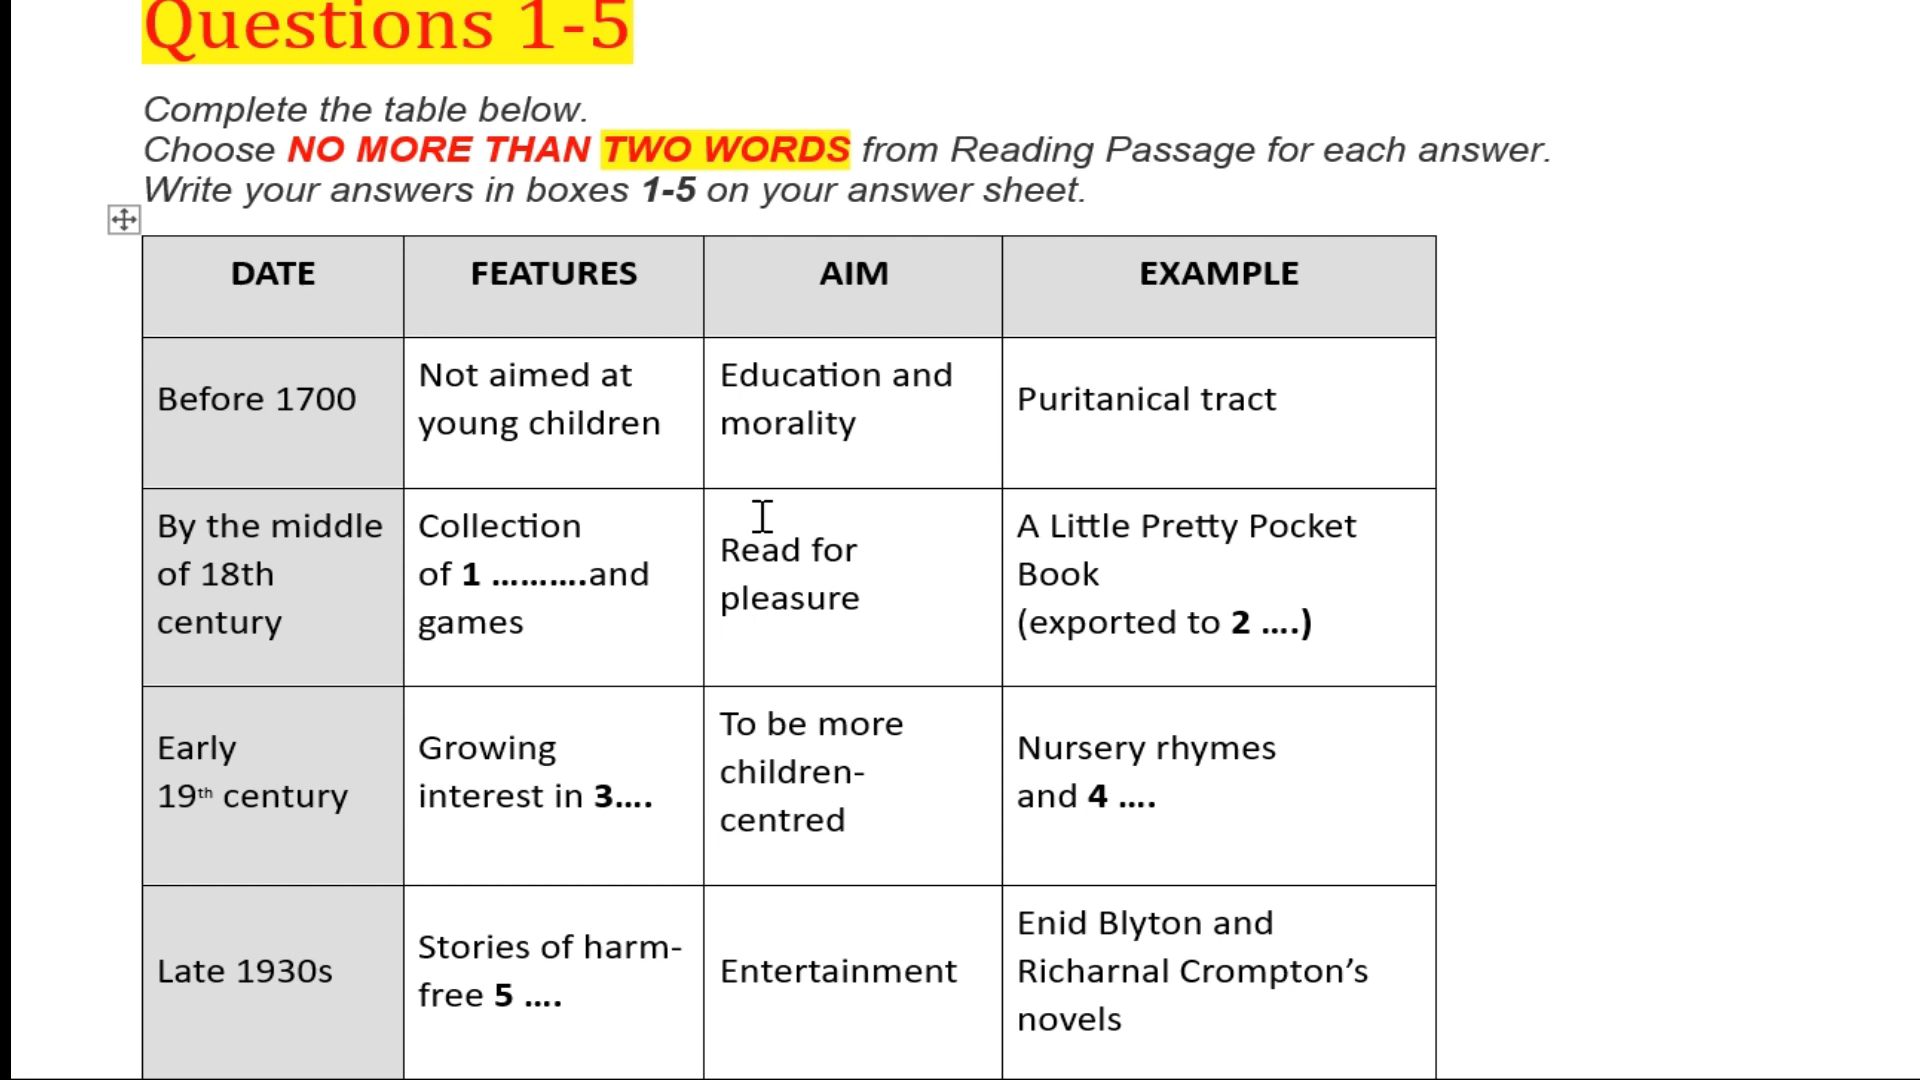 Questions 1-5
Complete the table below.
Choose NO MORE THAN TWO WORDS from Reading Passage for each answer.
Write your answers in boxes 1-5 on your answer sheet.
DATE
FEATURES
AIM
EXAMPLE
Before 1700
Not aimed at
young children
Education and
morality
Puritanical tract
By the middle
of 18th
century
Collection
of 1 ..........and
games
Read for
pleasure
A Little Pretty Pocket
Book
(exported to 2 ....)
Early
19th century
Growing
interest in 3....
To be more
children-
centred
Nursery rhymes
and 4 ....
Late 1930s
Stories of harm-
free 5 ....
Entertainment
Enid Blyton and
Richarnal Crompton’s
novels